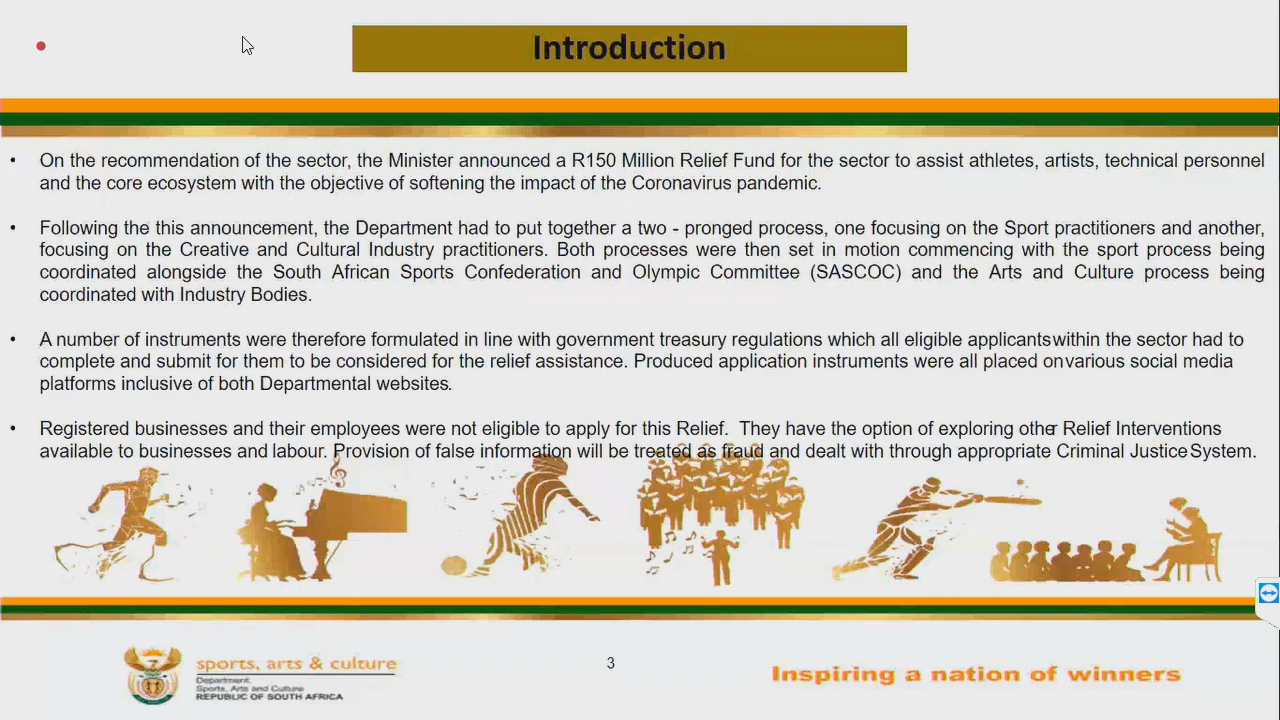 Introduction
• On the recommendation of the sector, the Minister announced a R150 Million Relief Fund for the sector to assist athletes, artists, technical personnel
and the core ecosystem with the objective of softening the impact of the Coronavirus pandemic.
• Following the this announcement, the Department had to put together a two - pronged process, one focusing on the Sport practitioners and another,
focusing on the Creative and Cultural Industry practitioners. Both processes were then set in motion commencing with the sport process being
coordinated alongside the South African Sports Confederation and Olympic Committee (SASCOC) and the Arts and Culture process being
coordinated with Industry Bodies.
• A number of instruments were therefore formulated in line with government treasury regulations which all eligible applicants within the sector had to
complete and submit for them to be considered for the relief assistance. Produced application instruments were all placed on various social media
platforms inclusive of both Departmental websites.
• Registered businesses and their employees were not eligible to apply for this Relief. They have the option of exploring other Relief Interventions
available to businesses and labour. Provision of false information will be treated as fraud and dealt with through appropriate Criminal Justice System.
sports, arts & culture
Department:
Sports, Arts and Culture
REPUBLIC OF SOUTH AFRICA
3
Inspiring a nation of winners